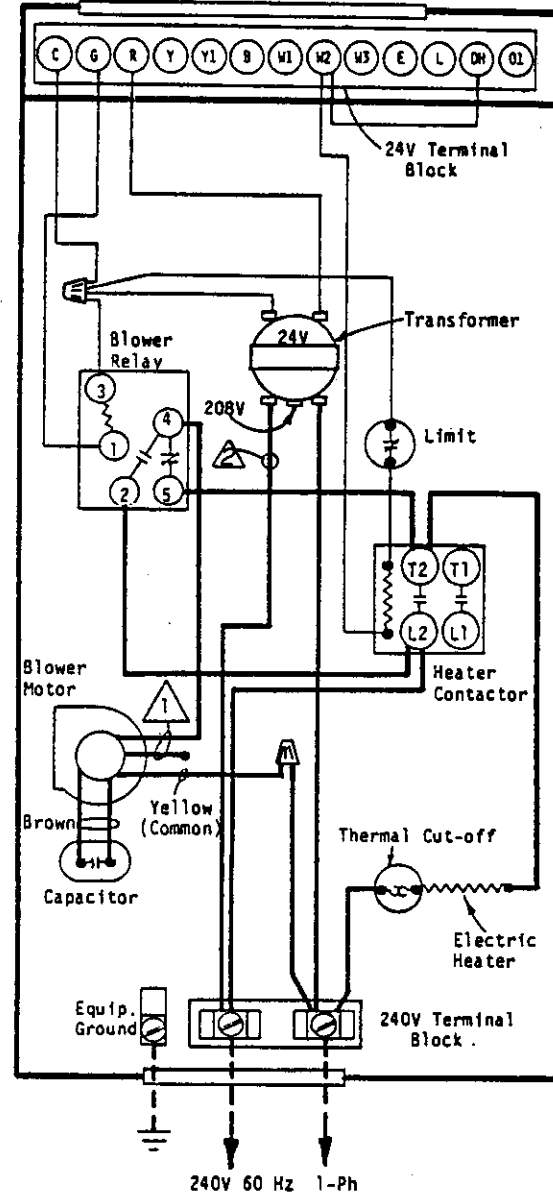 C G R Y Y1 B W1 W2 W3 E L DH O1
24V Terminal
Block
24V
Transformer
Blower
Relay
208V
3
4
1
2
5
2
Limit
T2 T1
L2 L1
Heater
Contactor
Blower
Motor
1
Yellow
(Common)
Brown
Capacitor
Thermal Cut-off
Electric
Heater
Equip.
Ground
240V Terminal
Block.
240V 60 Hz 1-Ph